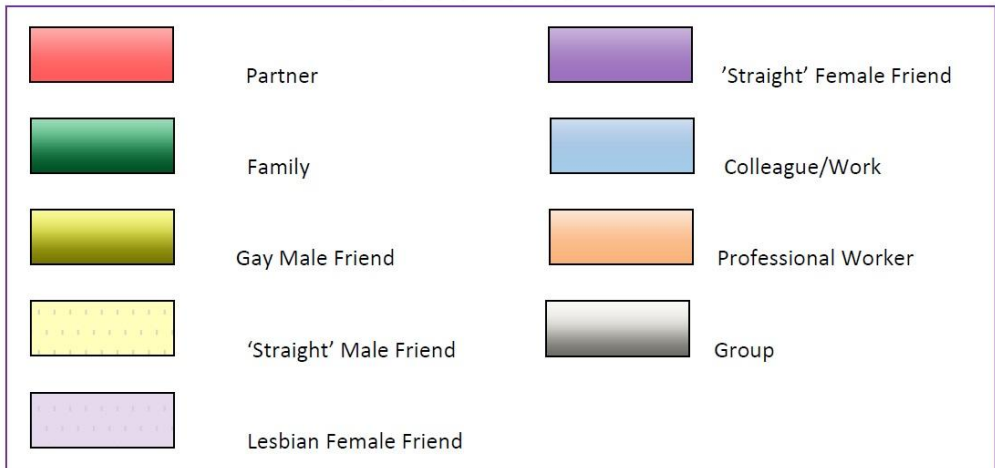 Partner
’Straight’ Female Friend
Family
Colleague/Work
Gay Male Friend
Professional Worker
‘Straight’ Male Friend
Group
Lesbian Female Friend